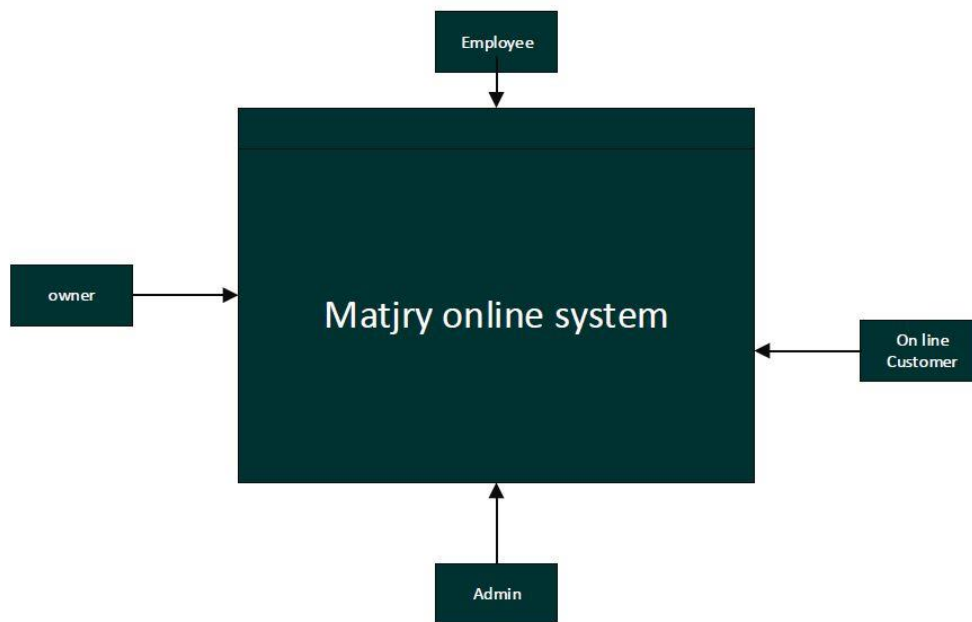 Employee
owner
Matjry online system
On line
Customer
Admin